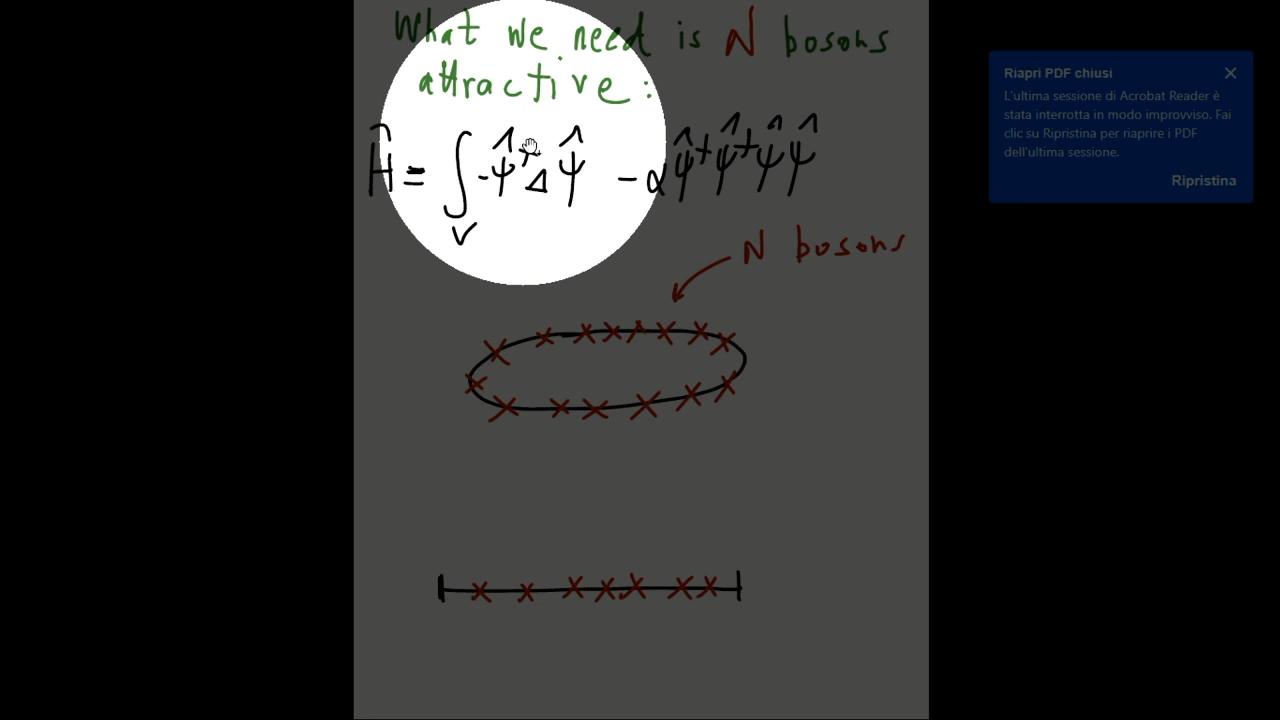 What we need is N bosons
attractive:
Ĥ = ∫_V -ψ̂⁺Δψ̂ - αψ̂⁺ψ̂⁺ψ̂ψ̂
N bosons
Riapri PDF chiusi
L'ultima sessione di Acrobat Reader è
stata interrotta in modo improvviso. Fai
clic su Ripristina per riaprire i PDF
dell'ultima sessione.
Ripristina